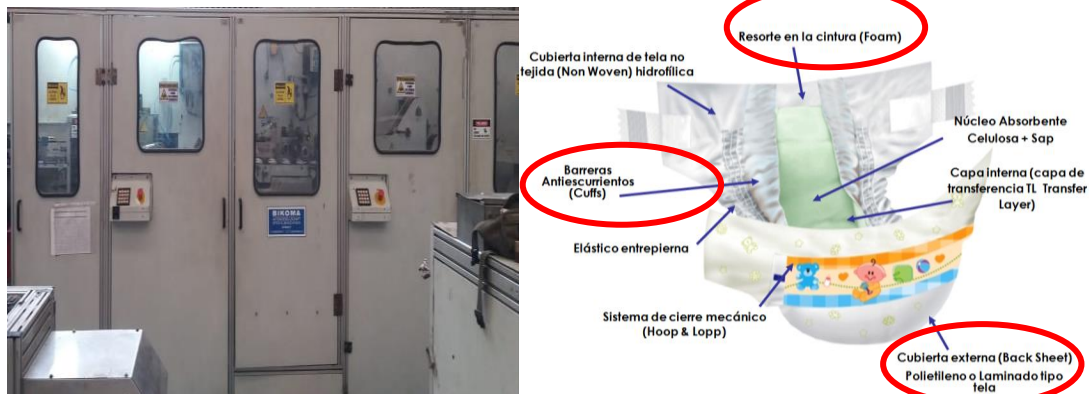 BIKOMA
Resorte en la cintura (Foam)
Cubierta interna de tela no
tejida (Non Woven) hidrofílica
Núcleo Absorbente
Celulosa + Sap
Barreras
Antiescurrientos
(Cuffs)
Capa interna (capa de
transferencia TL Transfer
Layer)
Elástico entrepierna
Sistema de cierre mecánico
(Hoop & Lopp)
Cubierta externa (Back Sheet)
Polietileno o Laminado tipo
tela